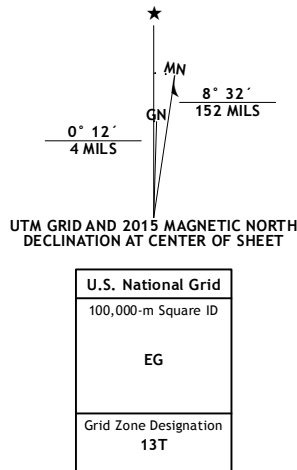 ★
MN
8° 32´
152 MILS
GN
0° 12´
4 MILS
UTM GRID AND 2015 MAGNETIC NORTH
DECLINATION AT CENTER OF SHEET
U.S. National Grid
100,000-m Square ID
EG
Grid Zone Designation
13T